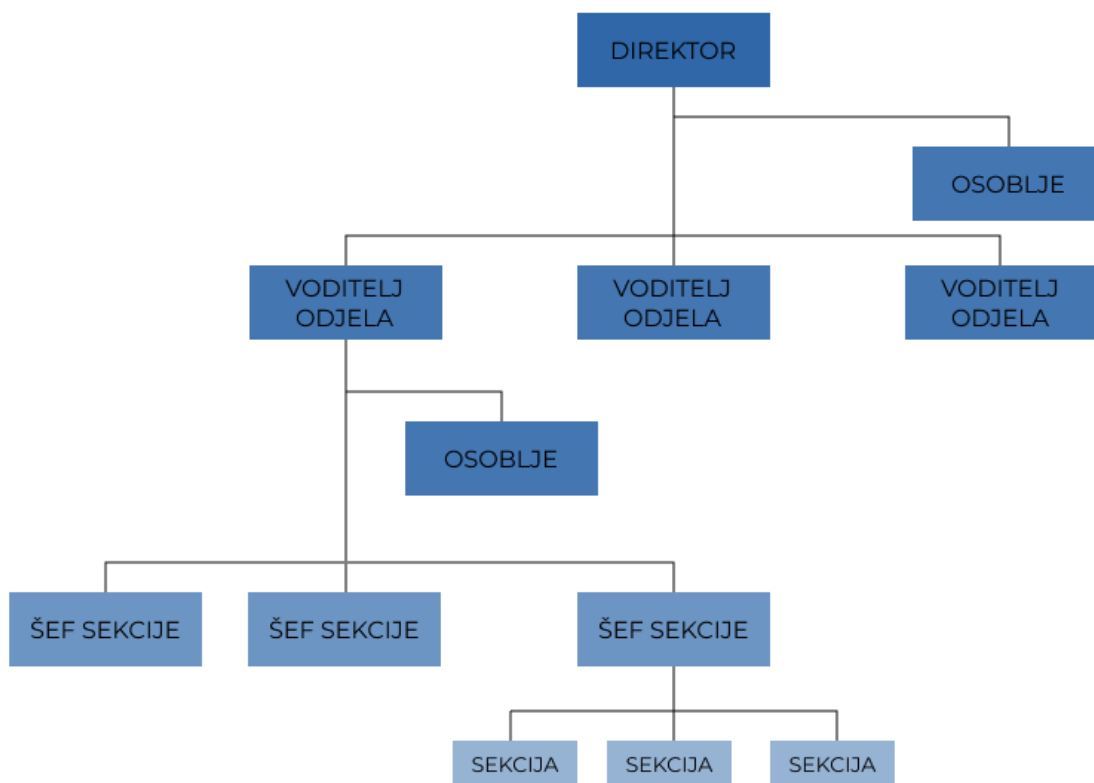 DIREKTOR
OSOBLJE
VODITELJ
ODJELA
VODITELJ
ODJELA
VODITELJ
ODJELA
OSOBLJE
ŠEF SEKCIJE
ŠEF SEKCIJE
ŠEF SEKCIJE
SEKCIJA
SEKCIJA
SEKCIJA